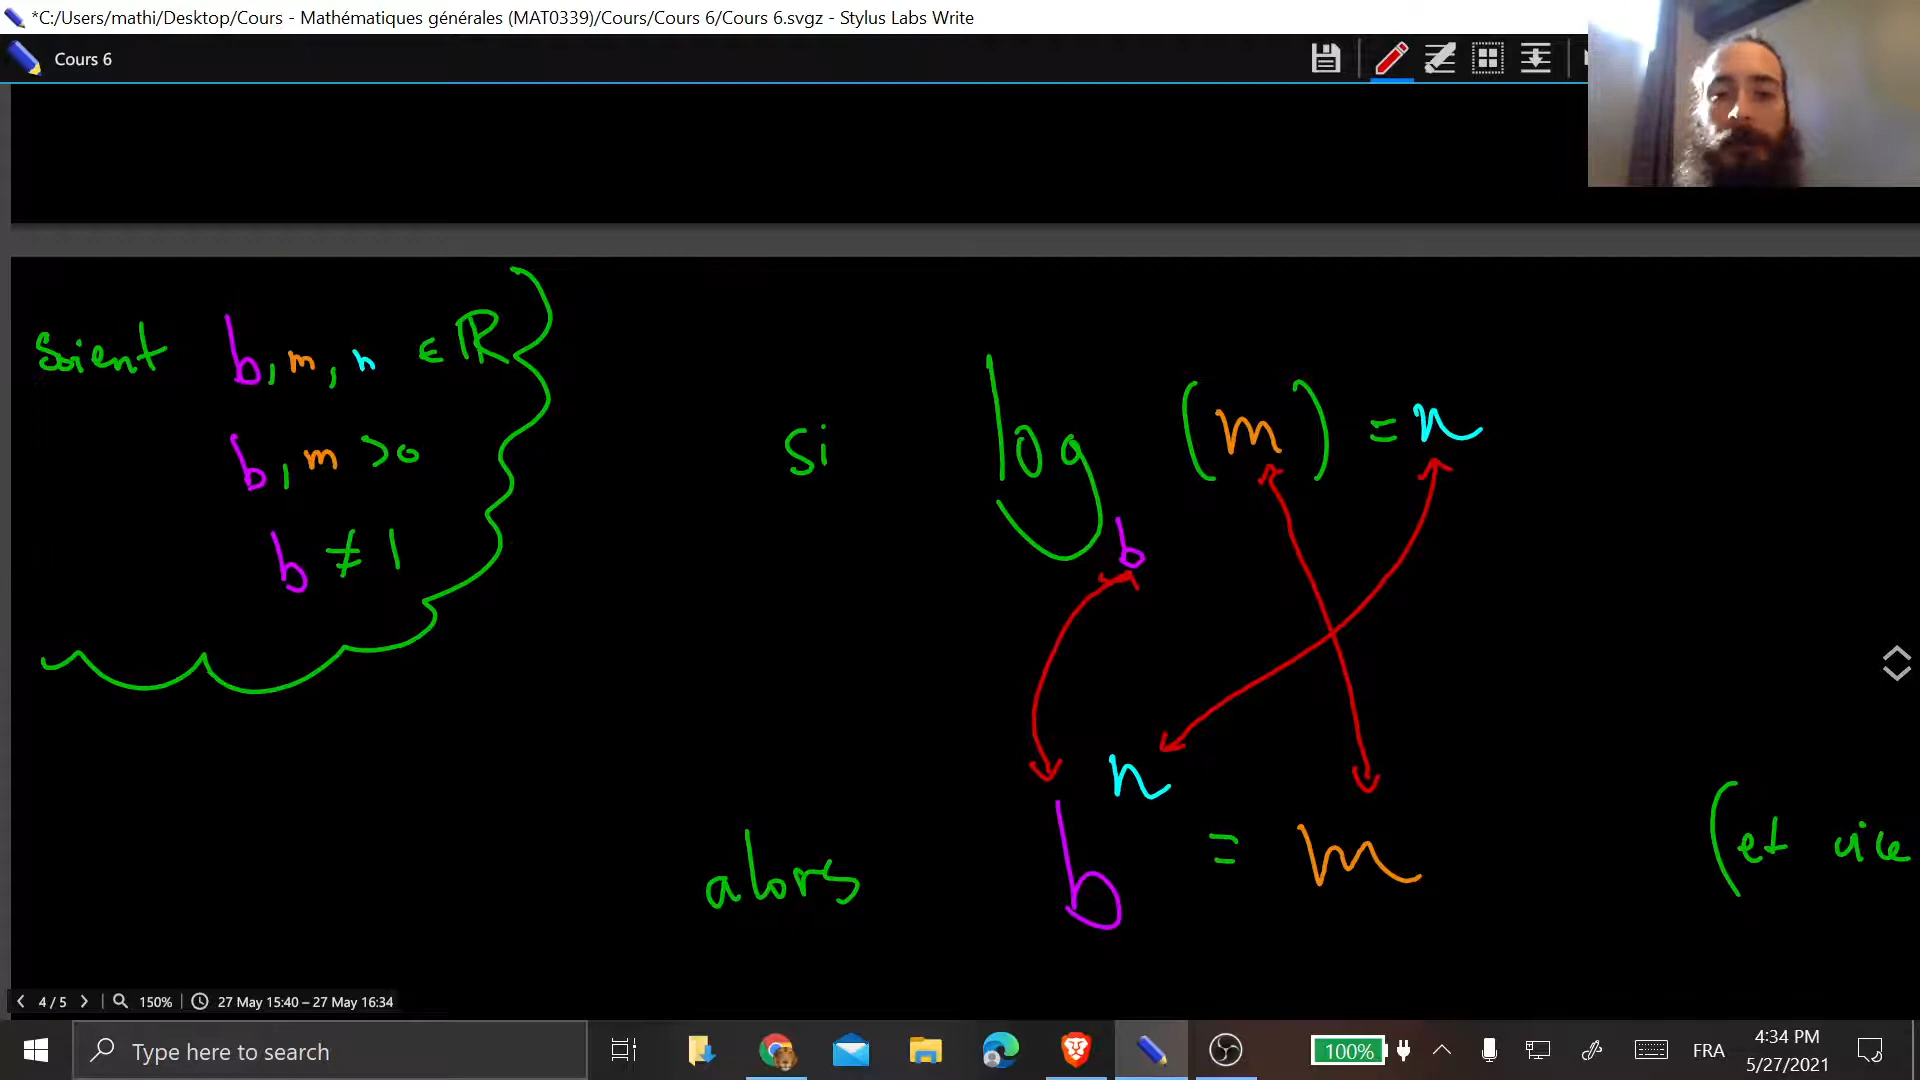 *C:/Users/mathi/Desktop/Cours - Mathématiques générales (MAT0339)/Cours/Cours 6/Cours 6.svgz - Stylus Labs Write
Cours 6
soient b, m, n ∈ ℝ
b, m > 0
b ≠ 1
si log_b (m) = n
alors b^n = m
(et vice
4 / 5
150%
27 May 15:40 – 27 May 16:34
Type here to search
100%
FRA
4:34 PM
5/27/2021